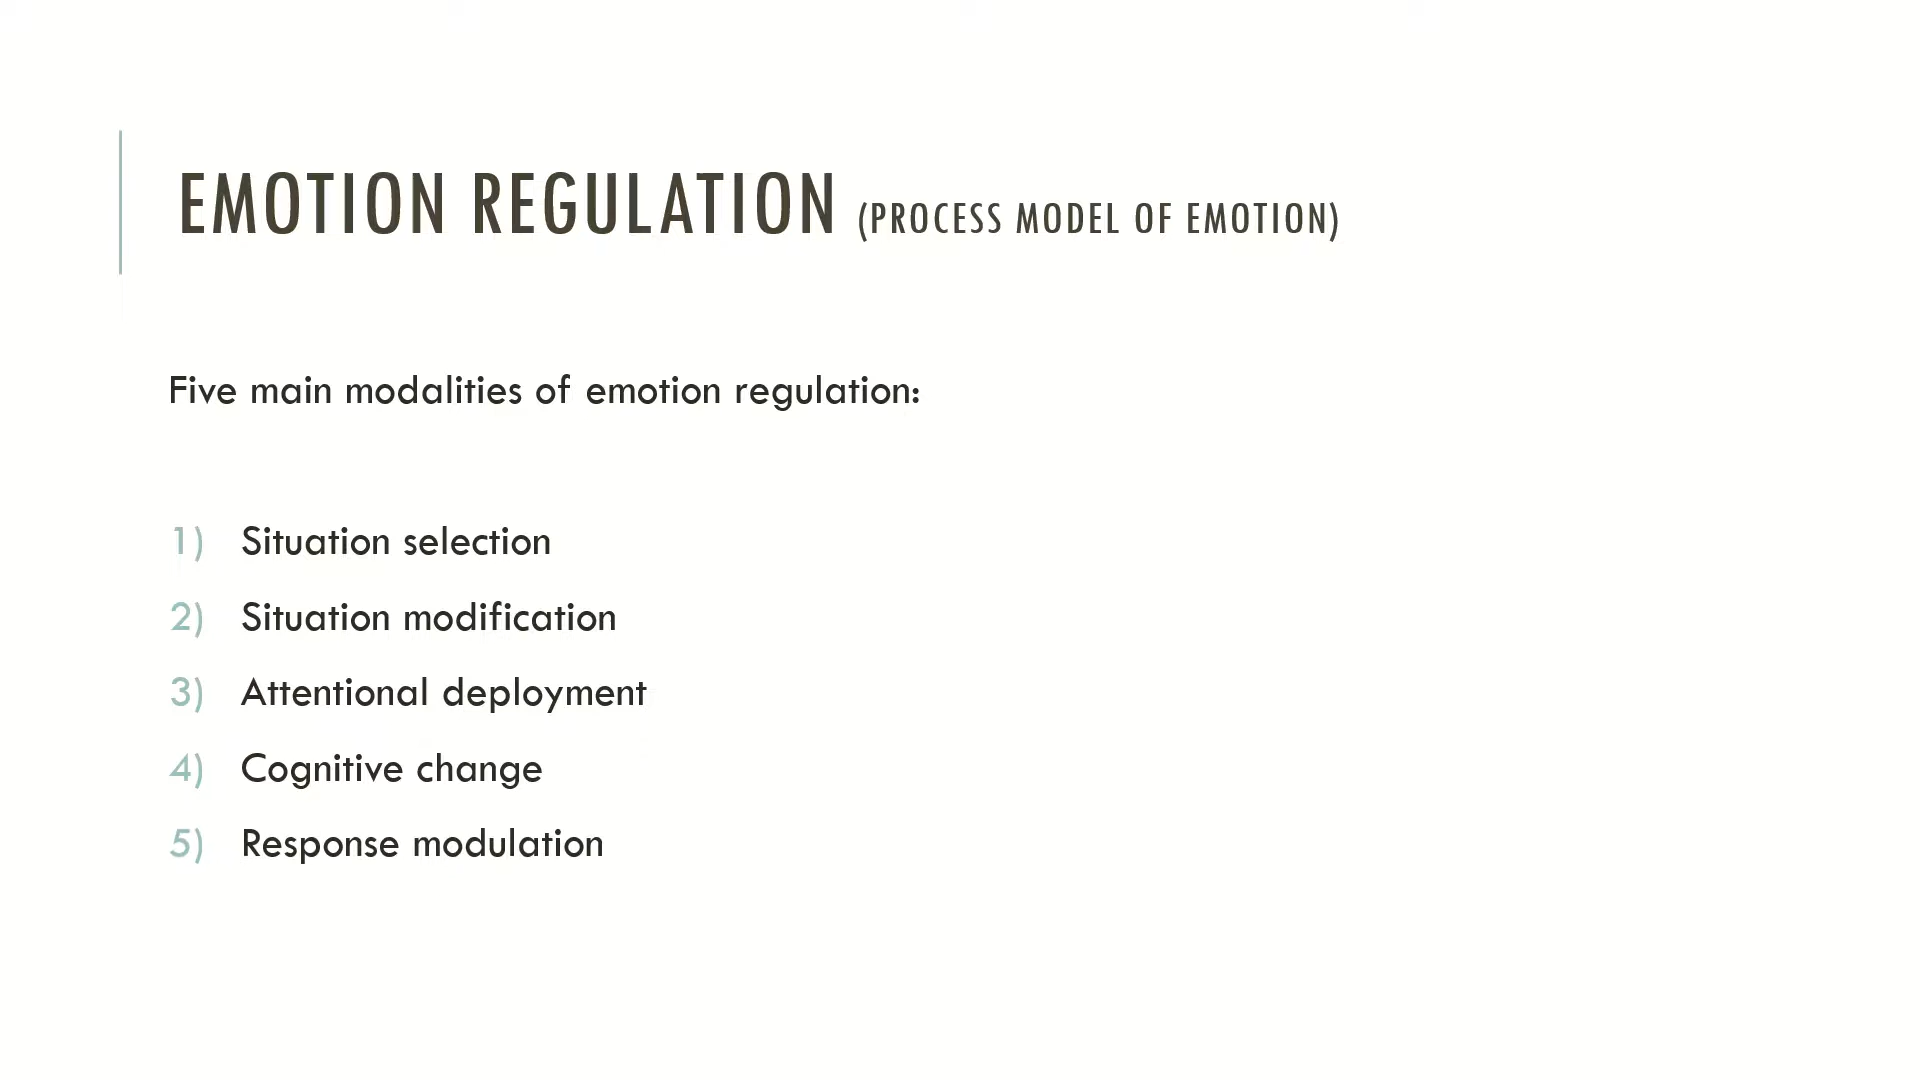 EMOTION REGULATION (PROCESS MODEL OF EMOTION)
Five main modalities of emotion regulation:
1) Situation selection
2) Situation modification
3) Attentional deployment
4) Cognitive change
5) Response modulation